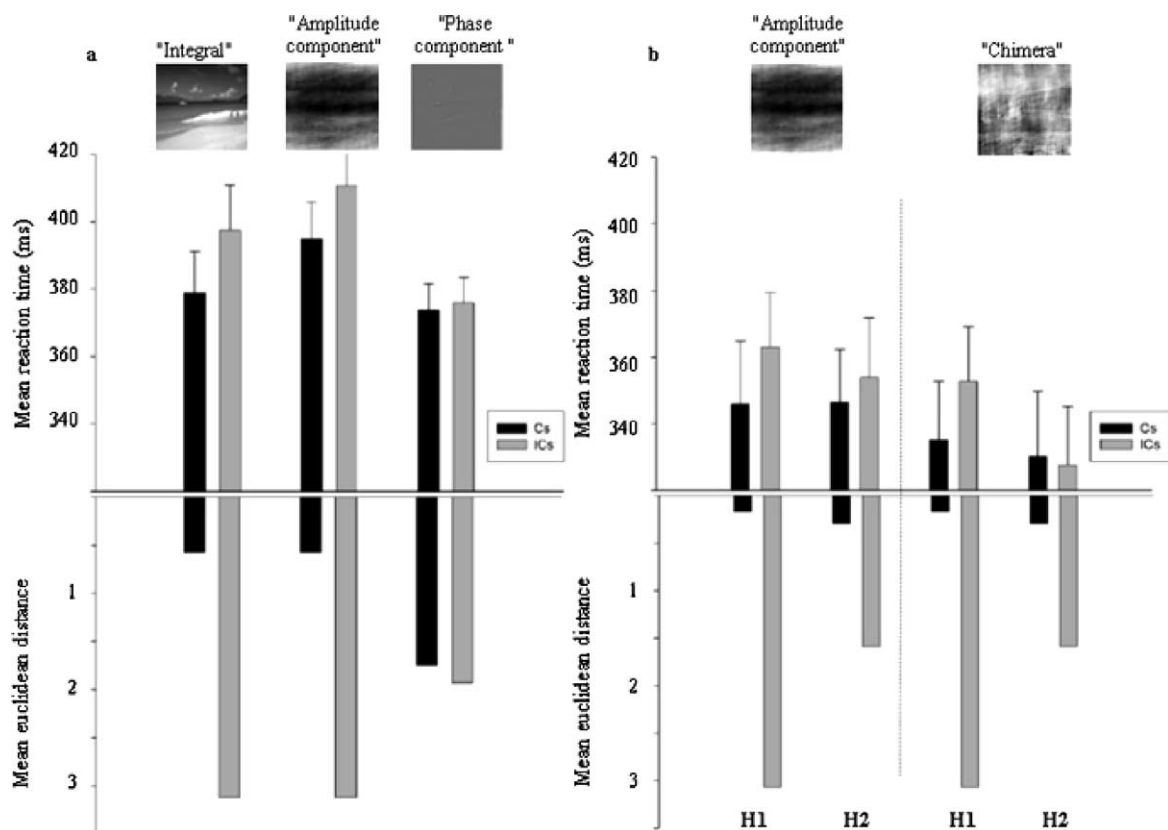 a
"Integral"
"Amplitude
component"
"Phase
component "
Mean reaction time (ms)
420
400
380
360
340
Cs
ICs
Mean euclidean distance
1
2
3
b
"Amplitude
component"
"Chimera"
Mean reaction time (ms)
420
400
380
360
340
Cs
ICs
Mean euclidean distance
1
2
3
H1
H2
H1
H2